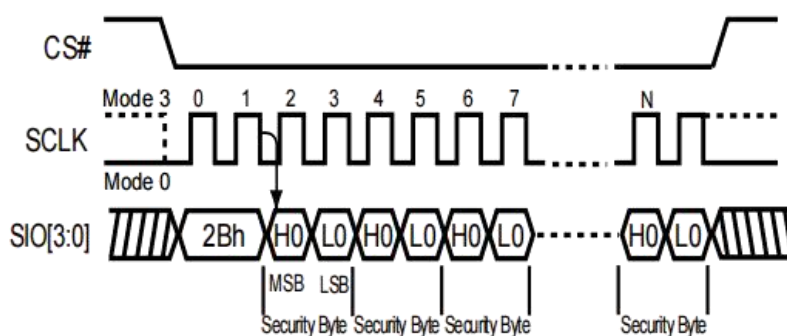 CS#
Mode 3 0 1 2 3 4 5 6 7 N
SCLK
Mode 0
SIO[3:0] 2Bh H0 L0 H0 L0 H0 L0 H0 L0
MSB LSB
Security Byte Security Byte Security Byte Security Byte